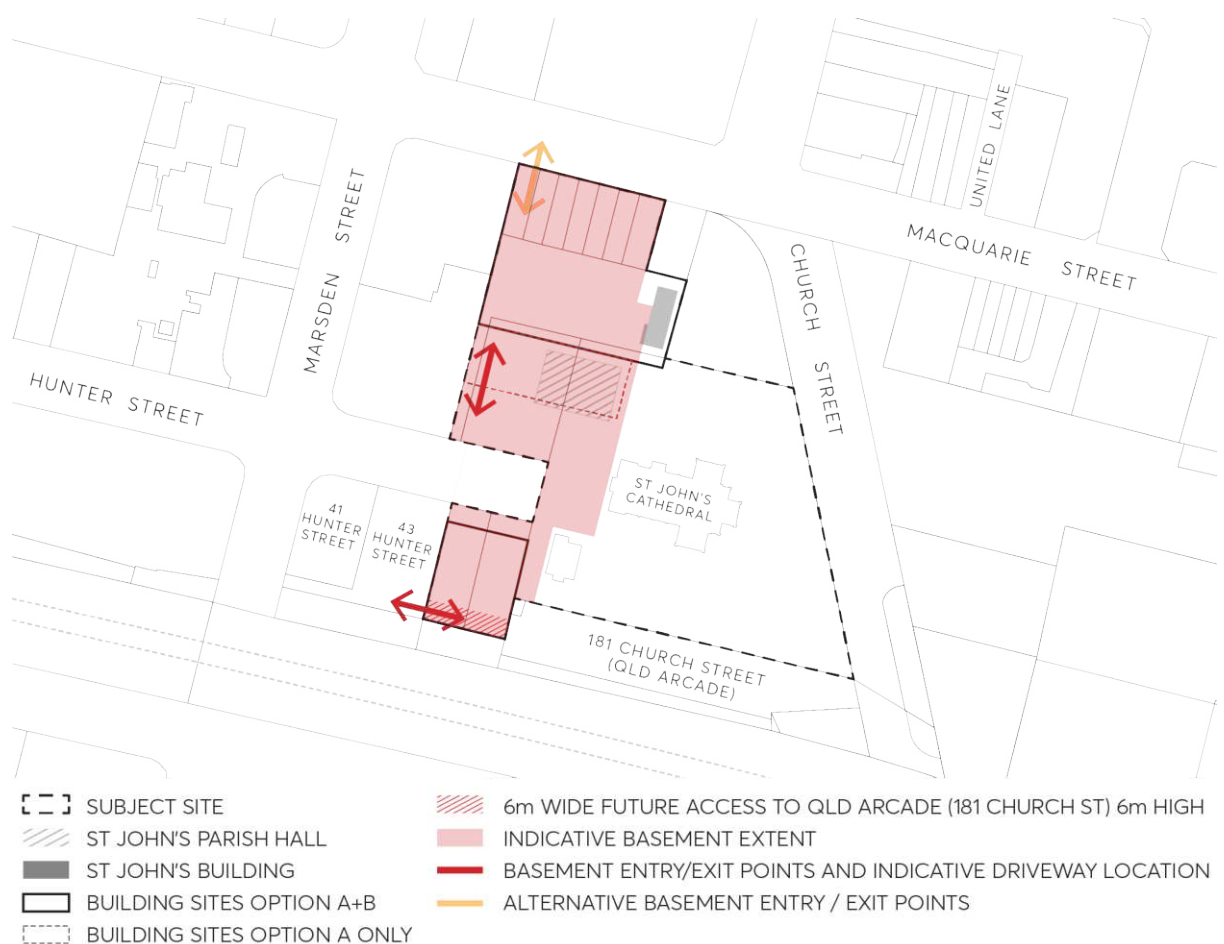 UNITED LANE
MARSDEN STREET
MACQUARIE STREET
CHURCH STREET
HUNTER STREET
ST JOHN'S
CATHEDRAL
41
HUNTER
STREET
43
HUNTER
STREET
181 CHURCH STREET
(QLD ARCADE)
SUBJECT SITE
ST JOHN'S PARISH HALL
ST JOHN'S BUILDING
BUILDING SITES OPTION A+B
BUILDING SITES OPTION A ONLY
6m WIDE FUTURE ACCESS TO QLD ARCADE (181 CHURCH ST) 6m HIGH
INDICATIVE BASEMENT EXTENT
BASEMENT ENTRY/EXIT POINTS AND INDICATIVE DRIVEWAY LOCATION
ALTERNATIVE BASEMENT ENTRY / EXIT POINTS